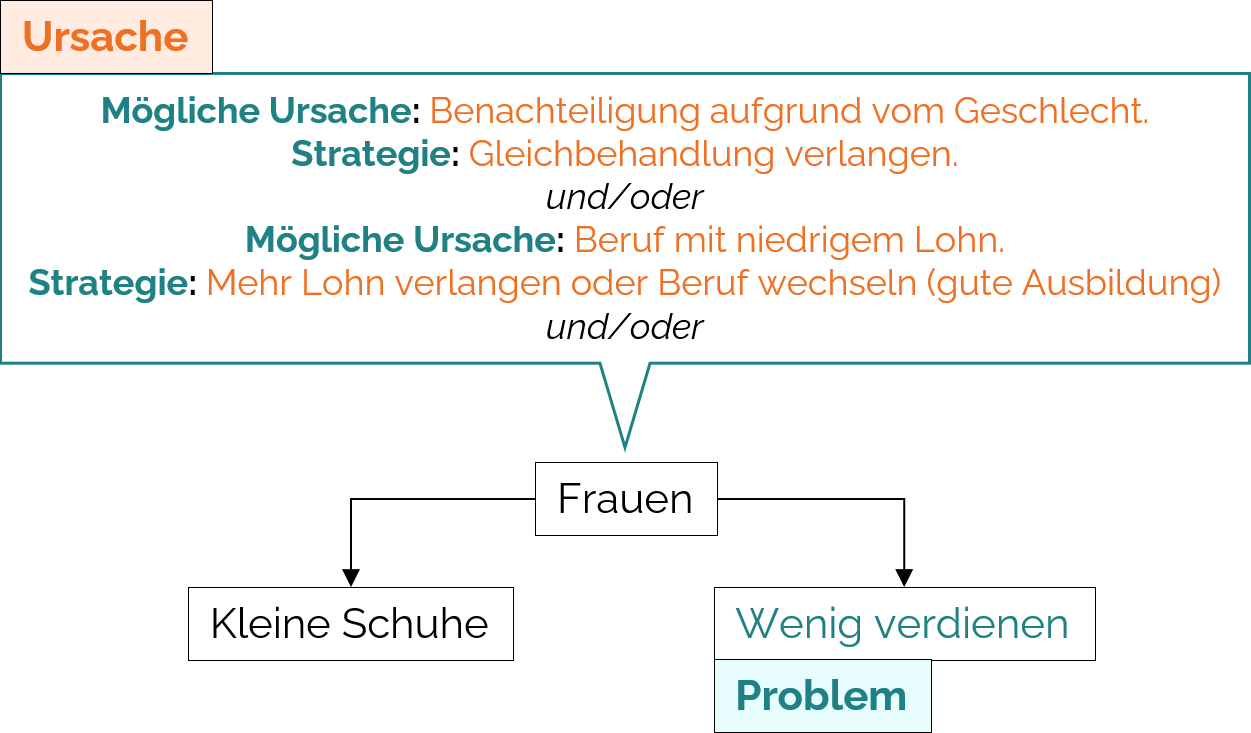 Ursache
Mögliche Ursache: Benachteiligung aufgrund vom Geschlecht.
Strategie: Gleichbehandlung verlangen.
und/oder
Mögliche Ursache: Beruf mit niedrigem Lohn.
Strategie: Mehr Lohn verlangen oder Beruf wechseln (gute Ausbildung)
und/oder
Frauen
Kleine Schuhe
Wenig verdienen
Problem